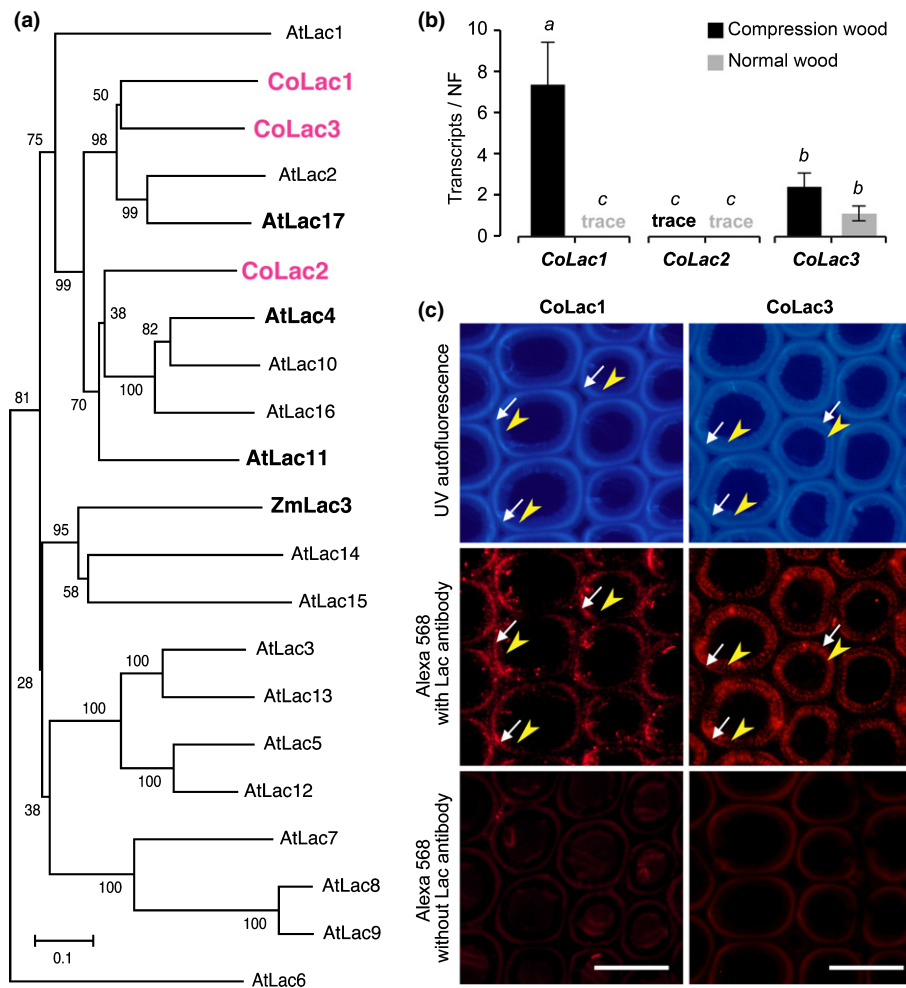 (a)
AtLac1
CoLac1
50
CoLac3
75
98
AtLac2
99
AtLac17
CoLac2
99
38
AtLac4
82
AtLac10
100
AtLac16
81
70
AtLac11
ZmLac3
95
AtLac14
58
AtLac15
AtLac3
100
28
AtLac13
100
AtLac5
100
AtLac12
38
AtLac7
100
AtLac8
100
AtLac9
0.1
AtLac6
(b)
Transcripts / NF
10
8
6
4
2
0
Compression wood
Normal wood
a
c
c
c
b
b
trace
trace
trace
CoLac1
CoLac2
CoLac3
(c)
CoLac1
CoLac3
UV autofluorescence
Alexa 568
with Lac antibody
Alexa 568
without Lac antibody